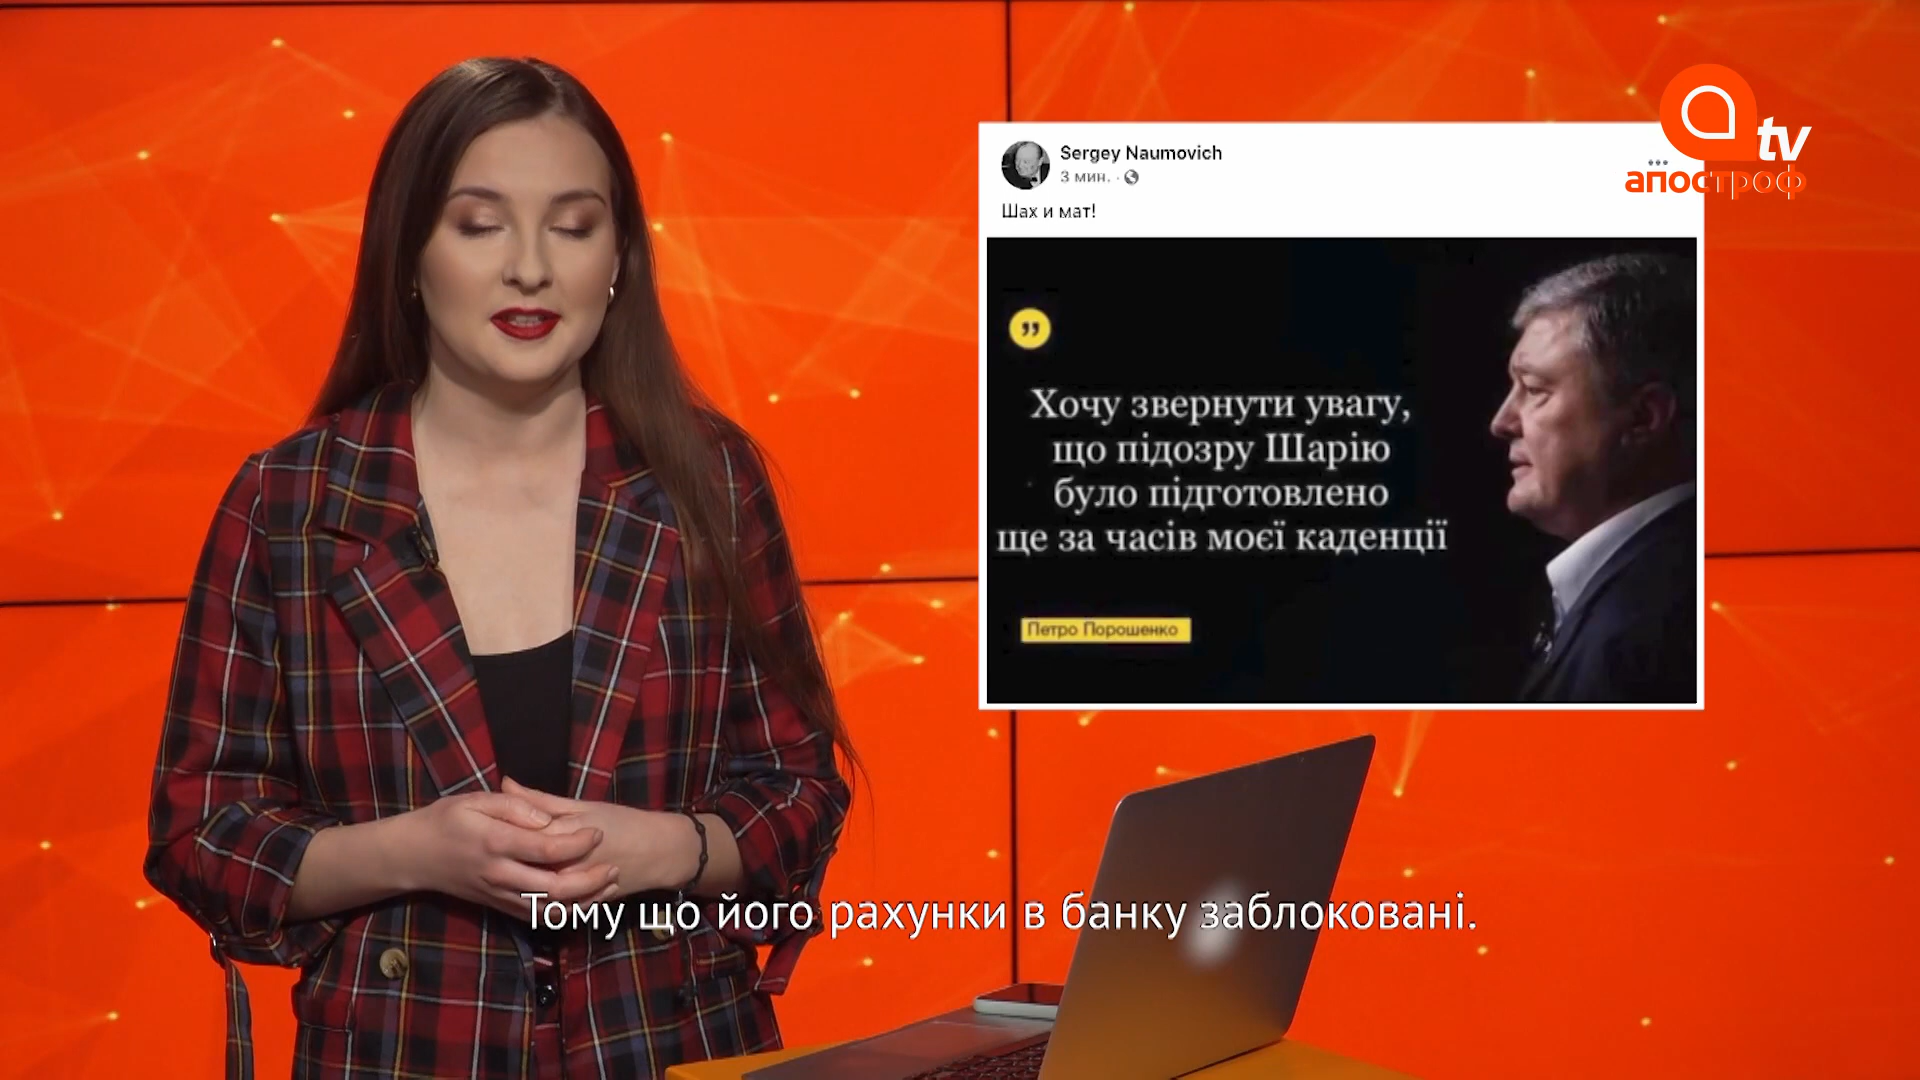 tv
апостроф
Sergey Naumovich
3 мин.
Шах и мат!
Хочу звернути увагу,
що підозру Шарію
було підготовлено
ще за часів моєї каденції
Петро Порошенко
Тому що його рахунки в банку заблоковані.